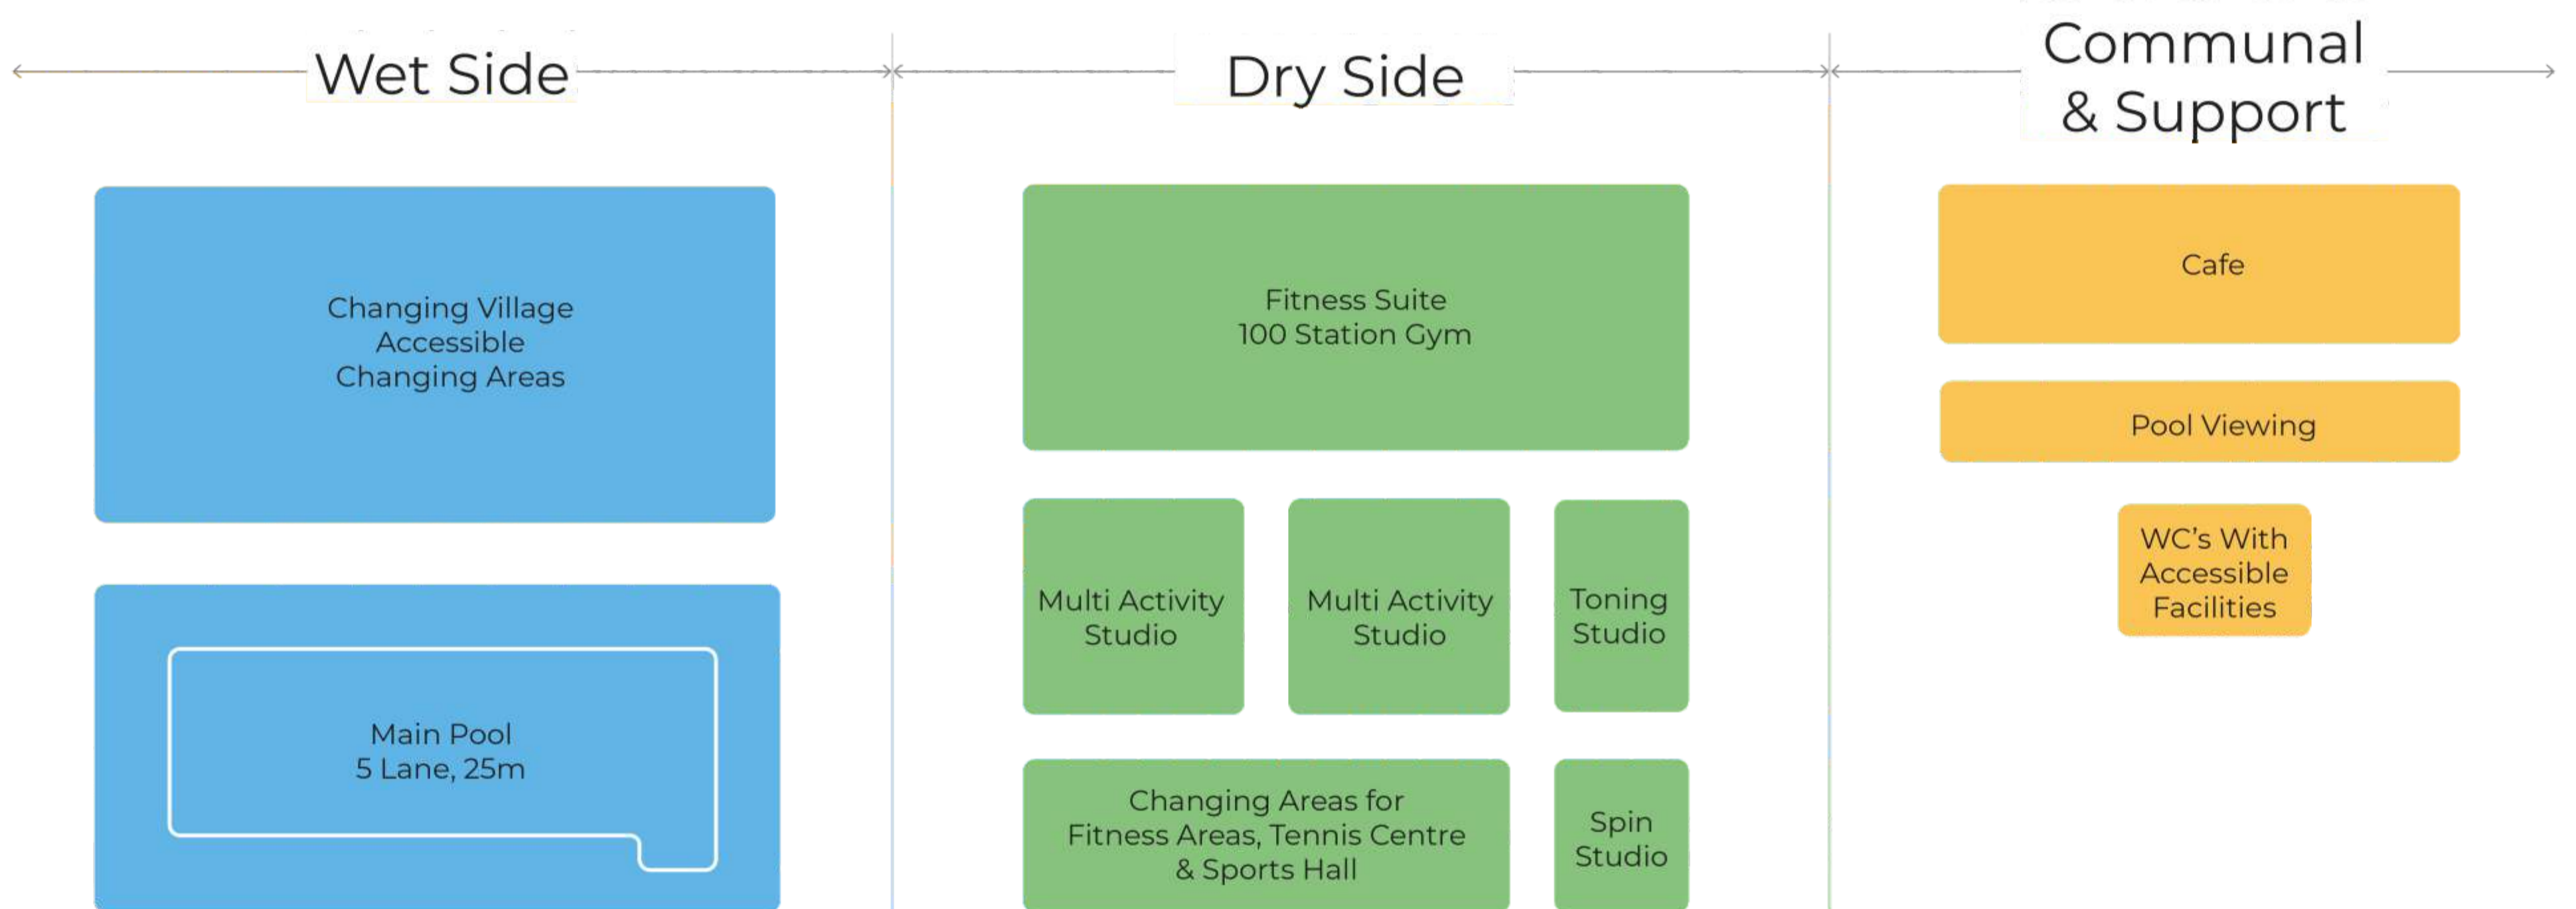 Wet Side
Dry Side
Communal
& Support
Changing Village
Accessible
Changing Areas
Main Pool
5 Lane, 25m
Fitness Suite
100 Station Gym
Multi Activity
Studio
Multi Activity
Studio
Toning
Studio
Changing Areas for
Fitness Areas, Tennis Centre
& Sports Hall
Spin
Studio
Cafe
Pool Viewing
WC’s With
Accessible
Facilities